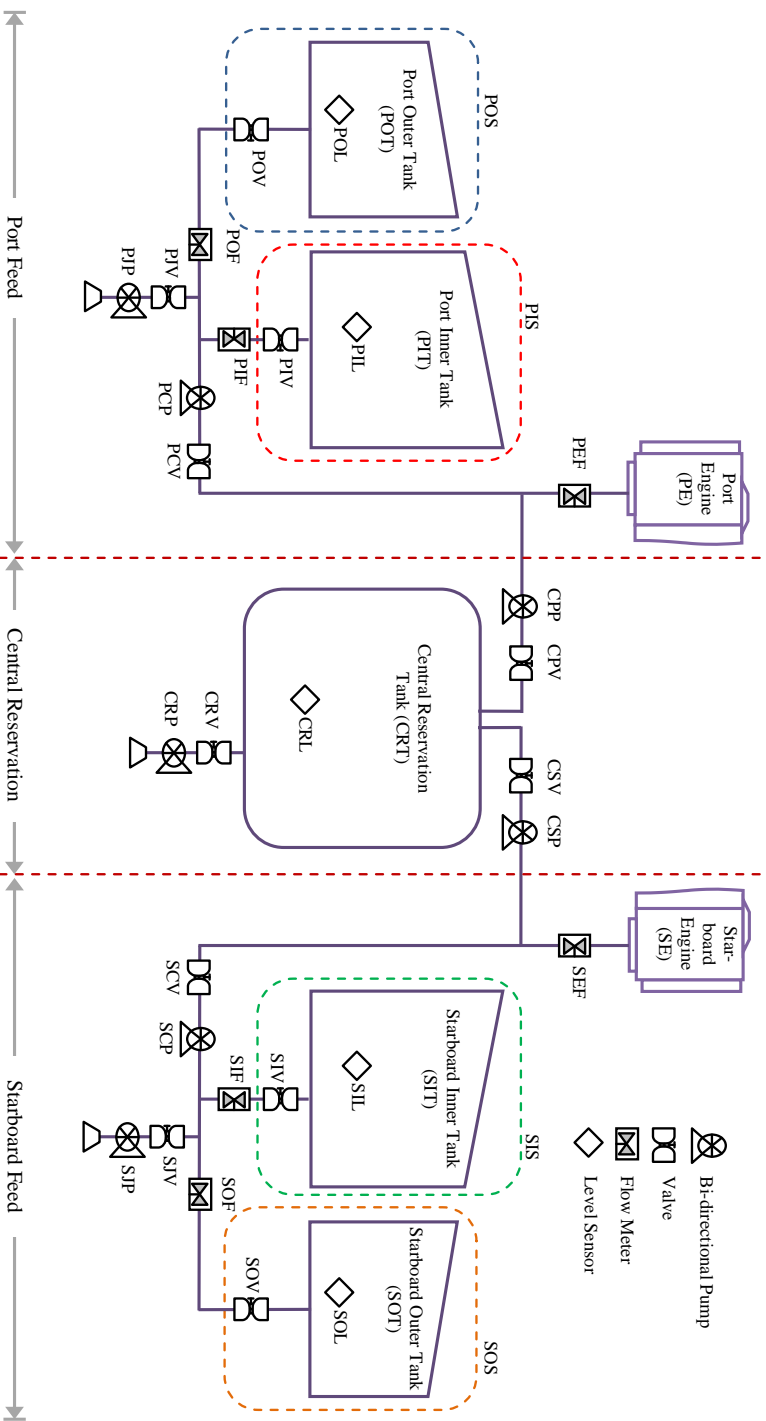 POS
Port Outer Tank
(POT)
POL
POV
POF
PIS
Port Inner Tank
(PIT)
PIL
PIV
PIF
PJV
PJP
PCP
PCV
PEF
Port
Engine
(PE)
CPP
CPV
Central Reservation
Tank (CRT)
CRL
CRV
CRP
CSV
CSP
Star-
board
Engine
(SE)
SEF
SCV
SCP
SIS
Starboard Inner Tank
(SIT)
SIL
SIV
SIF
SJV
SJP
SOF
SOS
Starboard Outer Tank
(SOT)
SOL
SOV
Bi-directional Pump
Valve
Flow Meter
Level Sensor
Port Feed
Central Reservation
Starboard Feed